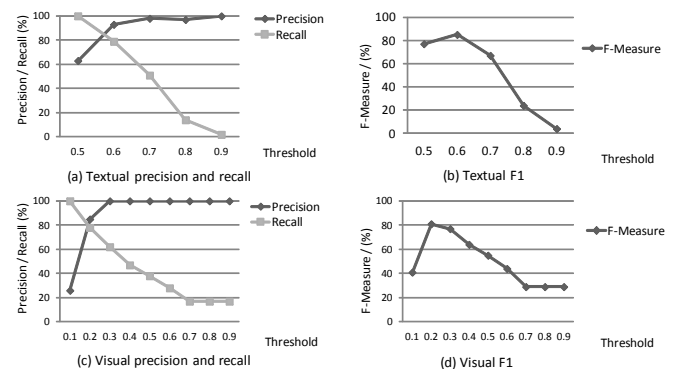 Precision / Recall (%)
100
80
60
40
20
0
0.5 0.6 0.7 0.8 0.9
Threshold
Precision
Recall
(a) Textual precision and recall
F-Measure / (%)
100
80
60
40
20
0
0.5 0.6 0.7 0.8 0.9
Threshold
F-Measure
(b) Textual F1
Precision / Recall (%)
100
80
60
40
20
0
0.1 0.2 0.3 0.4 0.5 0.6 0.7 0.8 0.9
Threshold
Precision
Recall
(c) Visual precision and recall
F-Measure / (%)
100
80
60
40
20
0
0.1 0.2 0.3 0.4 0.5 0.6 0.7 0.8 0.9
Threshold
F-Measure
(d) Visual F1